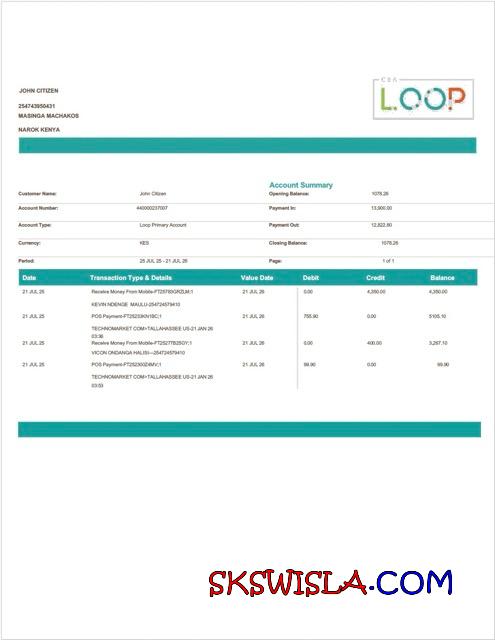 CBA
LOOP
JOHN CITIZEN
254743950431
MASINGA MACHAKOS
NAROK KENYA
Account Summary
Customer Name: John Citizen Opening Balance: 1078.26
Account Number: 440000237007 Payment In: 13,900.00
Account Type: Loop Primary Account Payment Out: 12,822.80
Currency: KES Closing Balance: 1078.26
Period: 25 JUL 25 - 21 JUL 26 Page: 1 of 1
Date Transaction Type & Details Value Date Debit Credit Balance
21 JUL 25 Receive Money From Mobile-FT25783GRZLM;1 21 JUL 26 0.00 4,350.00 4,350.00
KEVIN NDENGE MAULU-254724579410
21 JUL 25 POS Payment-FT25233KN18C;1 21 JUL 26 755.90 0.00 5105.10
TECHNOMARKET COM>TALLAHASSEE US-21 JAN 26
03:36
21 JUL 25 Receive Money From Mobile-FT25277B2SGY;1 21 JUL 26 0.00 400.00 3,267.10
VICON ONDANGA HALISI—254724579410
21 JUL 25 POS Payment-FT252300Z4MV;1 21 JUL 26 99.90 0.00 99.90
TECHNOMARKET COM>TALLAHASSEE US-21 JAN 26
03:53
SKSWISLA.COM